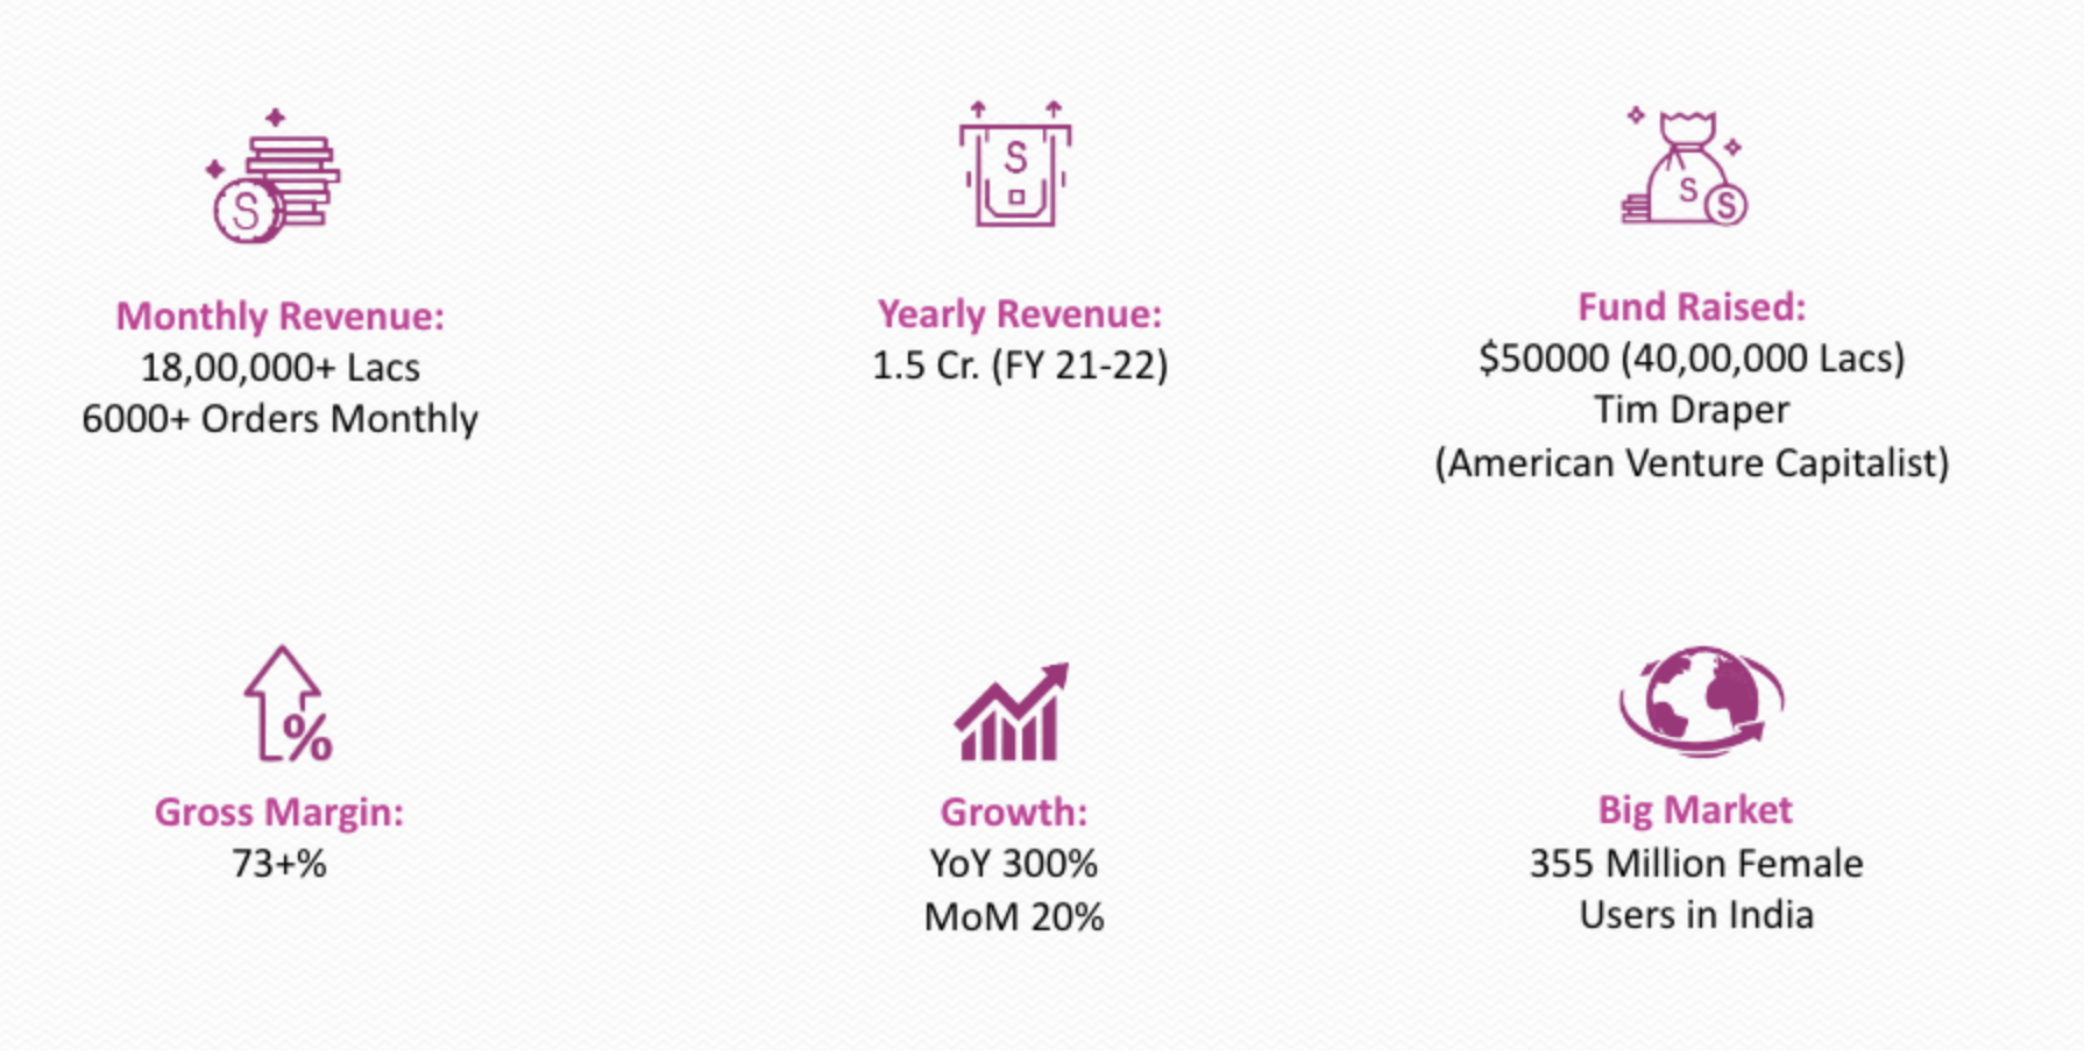 Monthly Revenue:
18,00,000+ Lacs
6000+ Orders Monthly
Yearly Revenue:
1.5 Cr. (FY 21-22)
Fund Raised:
$50000 (40,00,000 Lacs)
Tim Draper
(American Venture Capitalist)
Gross Margin:
73+%
Growth:
YoY 300%
MoM 20%
Big Market
355 Million Female
Users in India